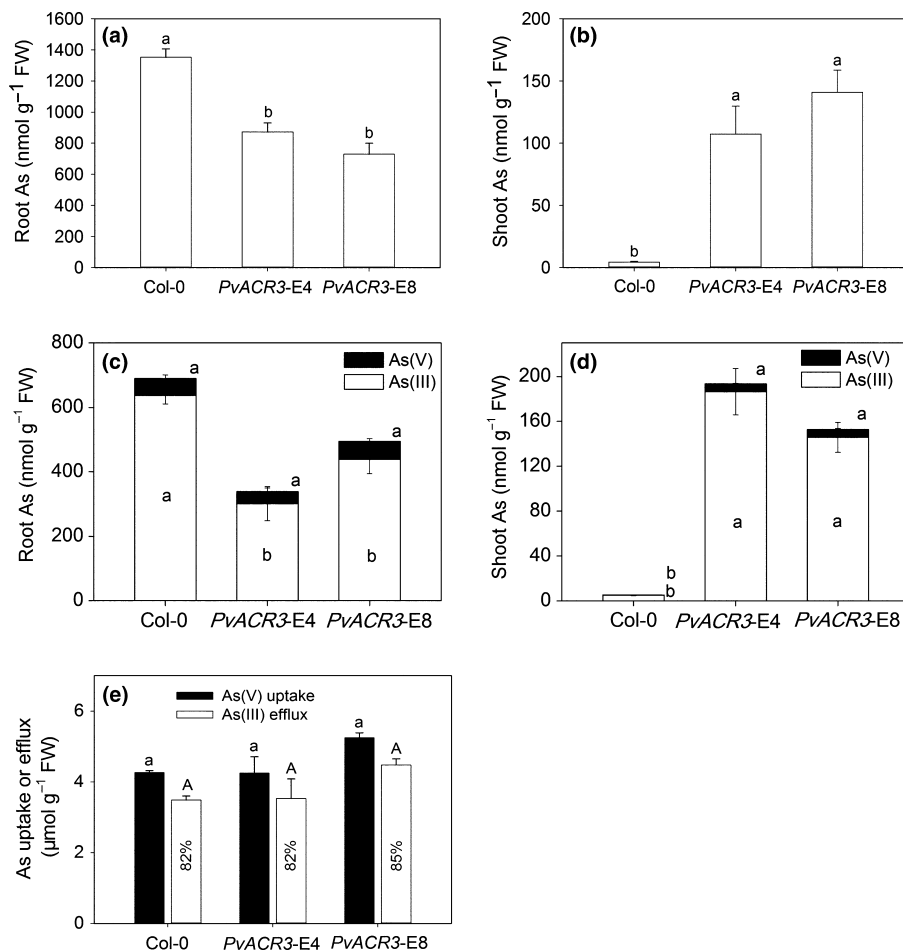 (a)
Root As (nmol g⁻¹ FW)
1600
1400
1200
1000
800
600
400
200
0
a
b
b
Col-0
PvACR3-E4
PvACR3-E8
(b)
Shoot As (nmol g⁻¹ FW)
200
150
100
50
0
b
a
a
Col-0
PvACR3-E4
PvACR3-E8
(c)
As(V)
As(III)
Root As (nmol g⁻¹ FW)
800
600
400
200
0
a
a
a
b
a
b
Col-0
PvACR3-E4
PvACR3-E8
(d)
As(V)
As(III)
Shoot As (nmol g⁻¹ FW)
200
160
120
80
40
0
b
b
a
a
a
a
Col-0
PvACR3-E4
PvACR3-E8
(e)
As(V) uptake
As(III) efflux
As uptake or efflux
(μmol g⁻¹ FW)
6
4
2
0
a
A
82%
a
A
82%
a
A
85%
Col-0
PvACR3-E4
PvACR3-E8